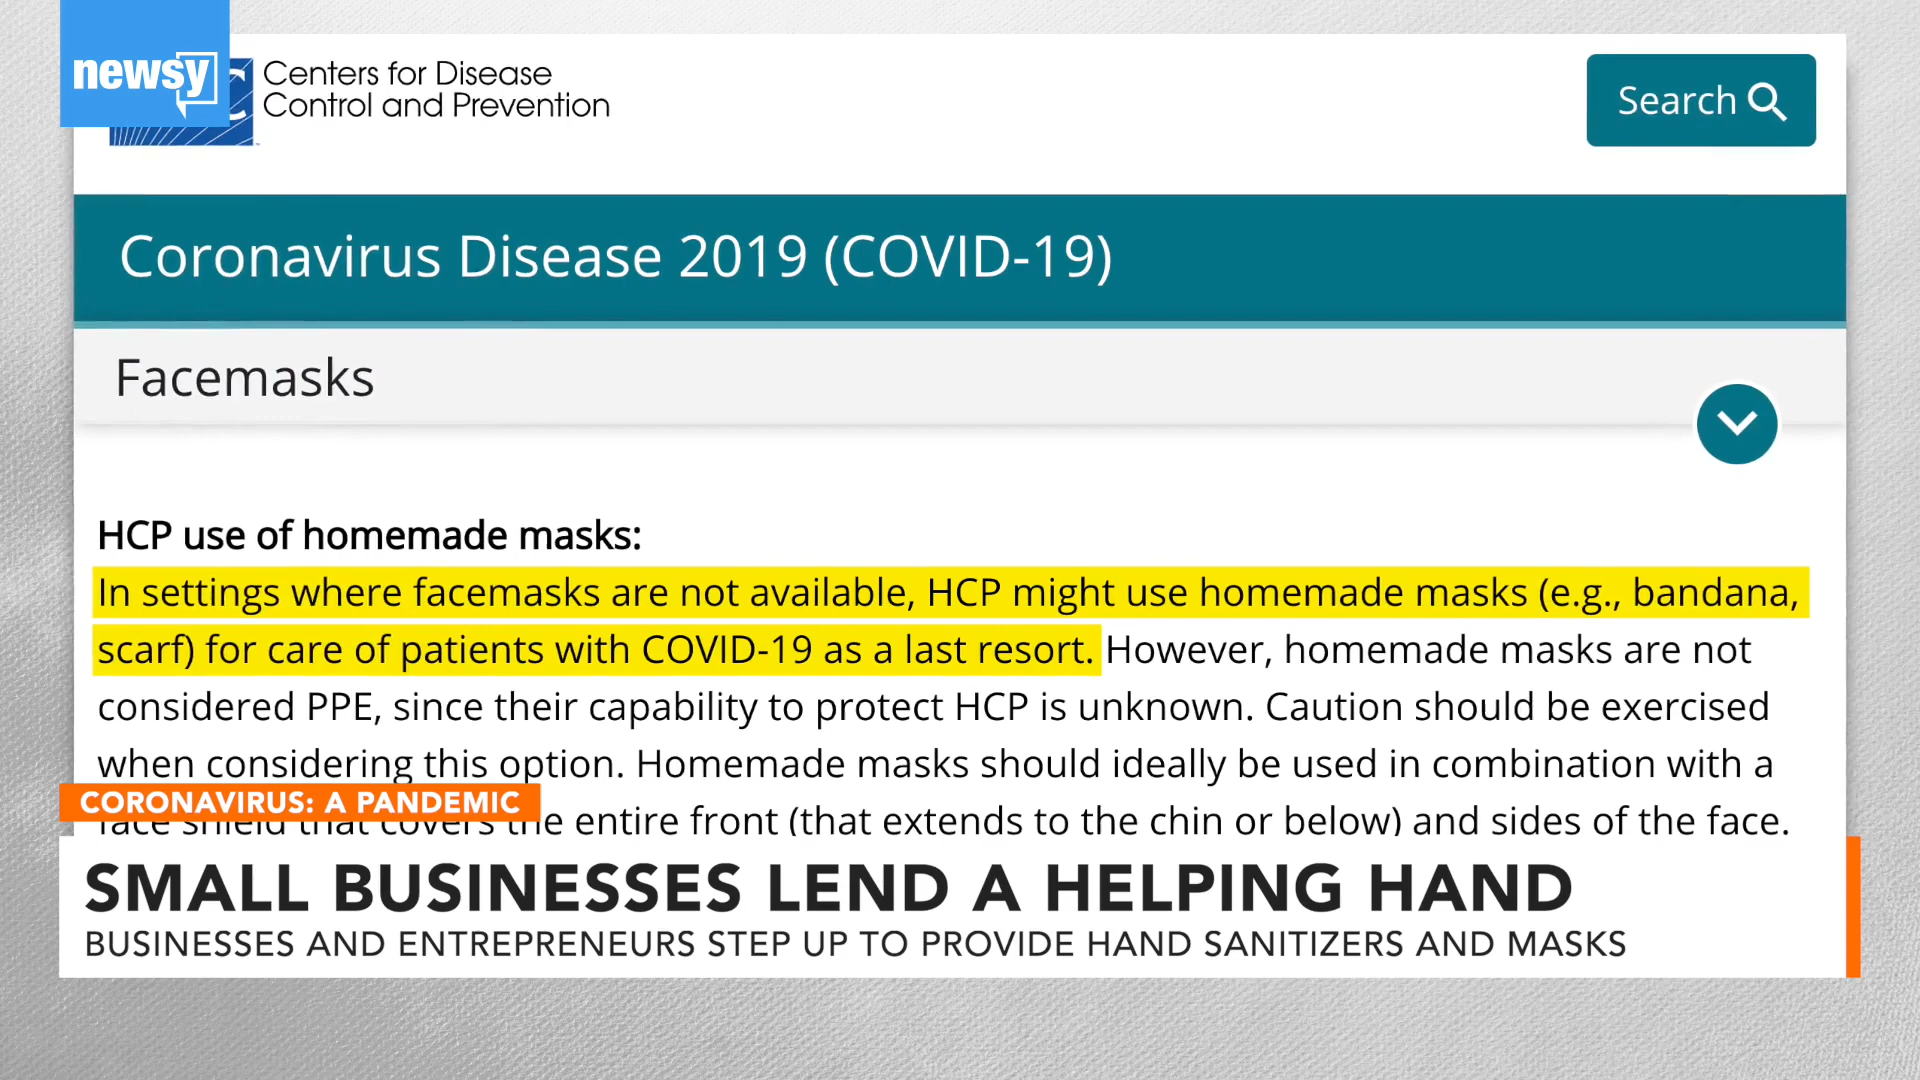 newsy
Centers for Disease
Control and Prevention
Search
Coronavirus Disease 2019 (COVID-19)
Facemasks
HCP use of homemade masks:
In settings where facemasks are not available, HCP might use homemade masks (e.g., bandana,
scarf) for care of patients with COVID-19 as a last resort. However, homemade masks are not
considered PPE, since their capability to protect HCP is unknown. Caution should be exercised
when considering this option. Homemade masks should ideally be used in combination with a
face shield that covers the entire front (that extends to the chin or below) and sides of the face.
CORONAVIRUS: A PANDEMIC
SMALL BUSINESSES LEND A HELPING HAND
BUSINESSES AND ENTREPRENEURS STEP UP TO PROVIDE HAND SANITIZERS AND MASKS